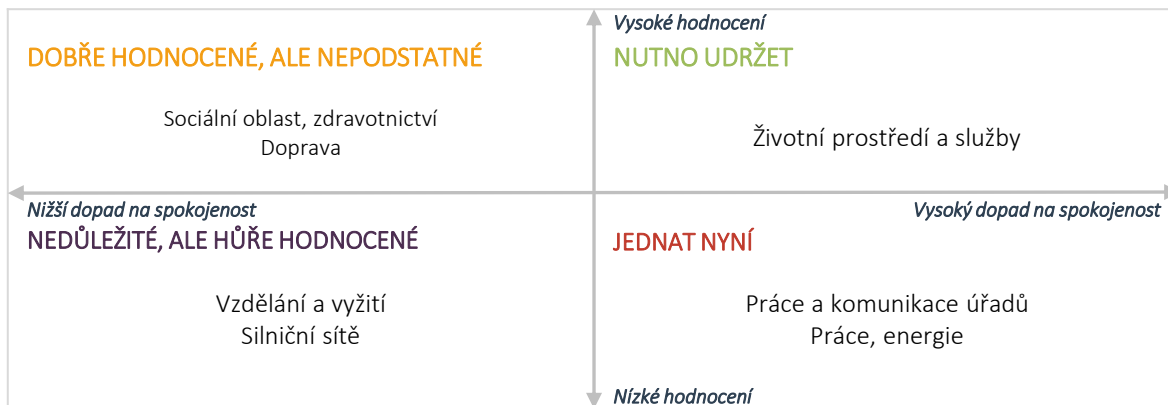 Vysoké hodnocení
DOBŘE HODNOCENÉ, ALE NEPODSTATNÉ
NUTNO UDRŽET
Sociální oblast, zdravotnictví
Doprava
Životní prostředí a služby
Nižší dopad na spokojenost
Vysoký dopad na spokojenost
NEDŮLEŽITÉ, ALE HŮŘE HODNOCENÉ
JEDNAT NYNÍ
Vzdělání a vyžití
Silniční sítě
Práce a komunikace úřadů
Práce, energie
Nízké hodnocení